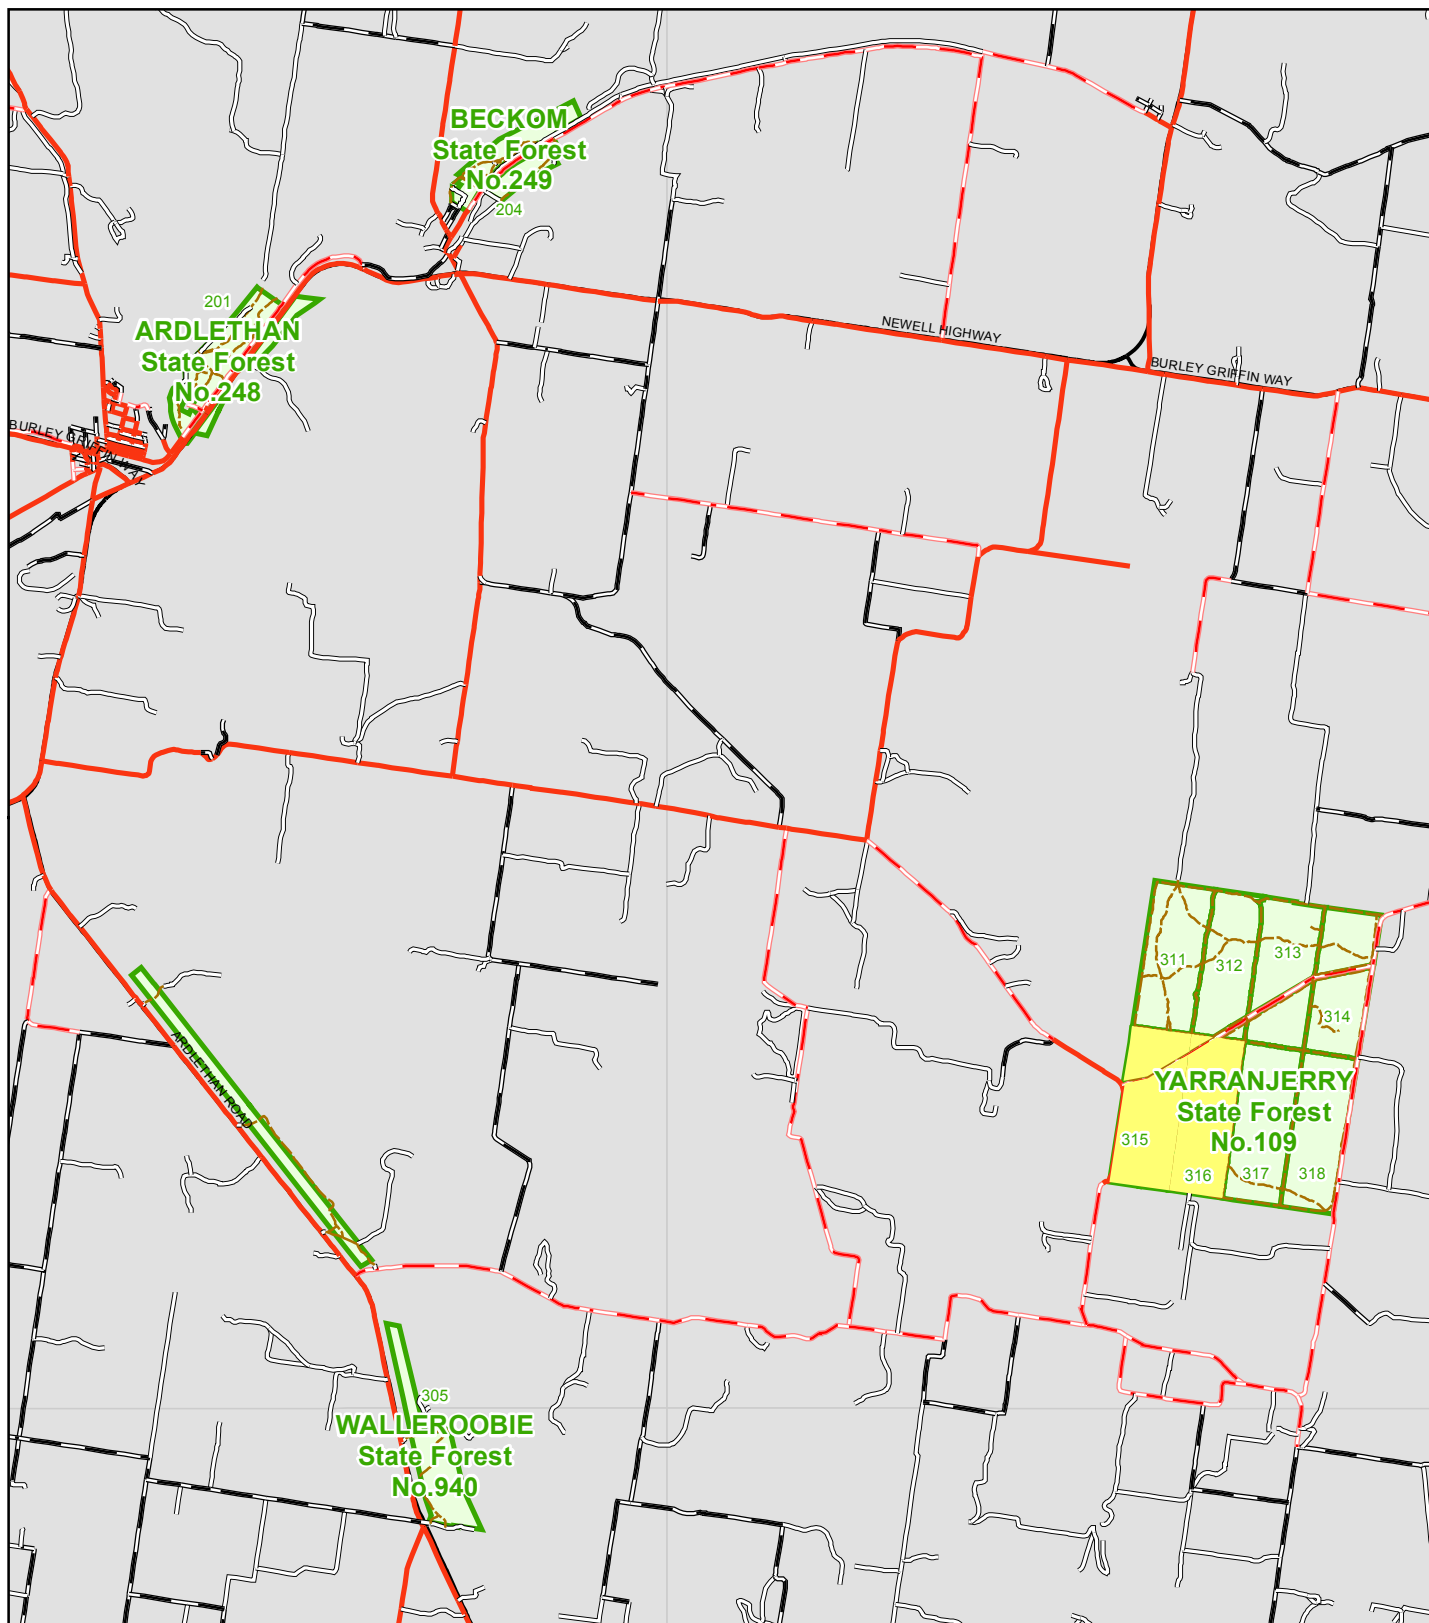 BECKOM
State Forest
No.249
204
201
ARDLETHAN
State Forest
No.248
NEWELL HIGHWAY
BURLEY GRIFFIN WAY
BURLEY GRIFFIN WAY
311
312
313
314
ARDLETHAN ROAD
YARRANJERRY
State Forest
No.109
315
316
317
318
305
WALLEROOBIE
State Forest
No.940